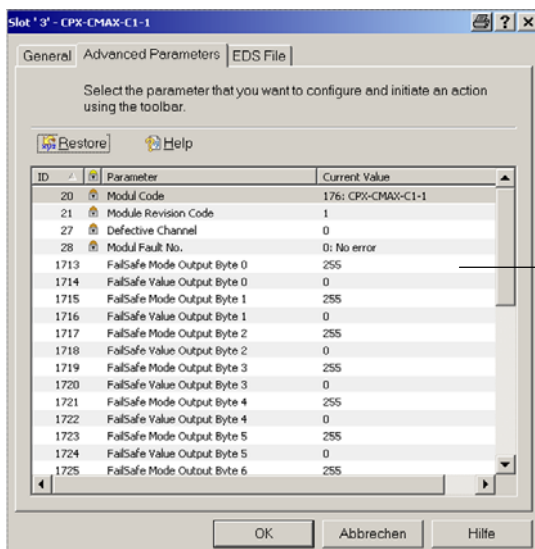 Slot ' 3' - CPX-CMAX-C1-1
General Advanced Parameters EDS File
Select the parameter that you want to configure and initiate an action
using the toolbar.
Restore Help
ID Parameter Current Value
20 Modul Code 176: CPX-CMAX-C1-1
21 Module Revision Code 1
27 Defective Channel 0
28 Modul Fault No. 0: No error
1713 FailSafe Mode Output Byte 0 255
1714 FailSafe Value Output Byte 0 0
1715 FailSafe Mode Output Byte 1 255
1716 FailSafe Value Output Byte 1 0
1717 FailSafe Mode Output Byte 2 255
1718 FailSafe Value Output Byte 2 0
1719 FailSafe Mode Output Byte 3 255
1720 FailSafe Value Output Byte 3 0
1721 FailSafe Mode Output Byte 4 255
1722 FailSafe Value Output Byte 4 0
1723 FailSafe Mode Output Byte 5 255
1724 FailSafe Value Output Byte 5 0
1725 FailSafe Mode Output Byte 6 255
OK Abbrechen Hilfe